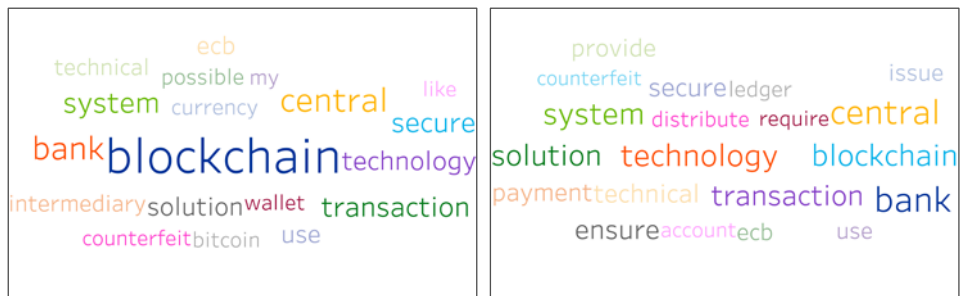 ecb
technical possible my
like
system currency central
secure
bank blockchain technology
intermediary solution wallet transaction
counterfeit bitcoin use
provide
counterfeit issue
secure ledger
system distribute require central
solution technology blockchain
payment technical transaction bank
ensure account ecb use